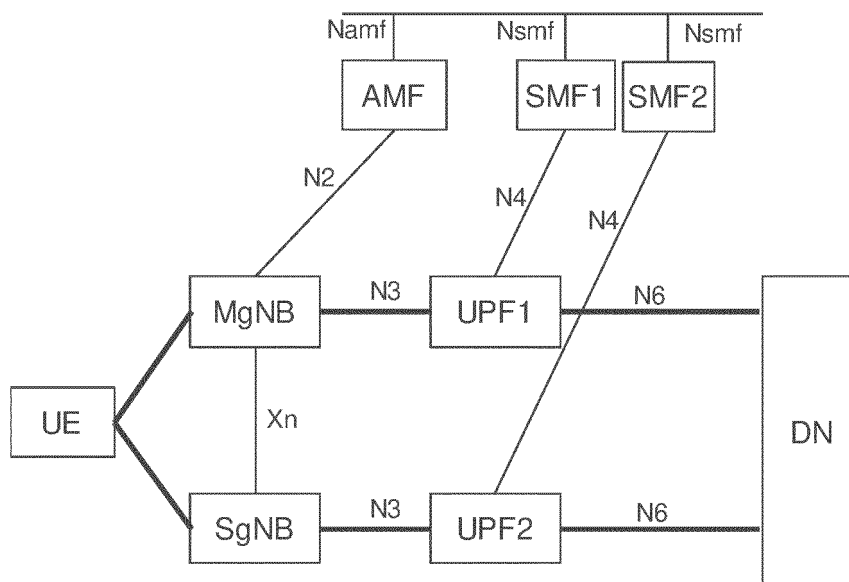 Namf Nsmf Nsmf
AMF SMF1 SMF2
N2 N4 N4
N3 N6
MgNB UPF1
Xn
UE DN
N3 N6
SgNB UPF2